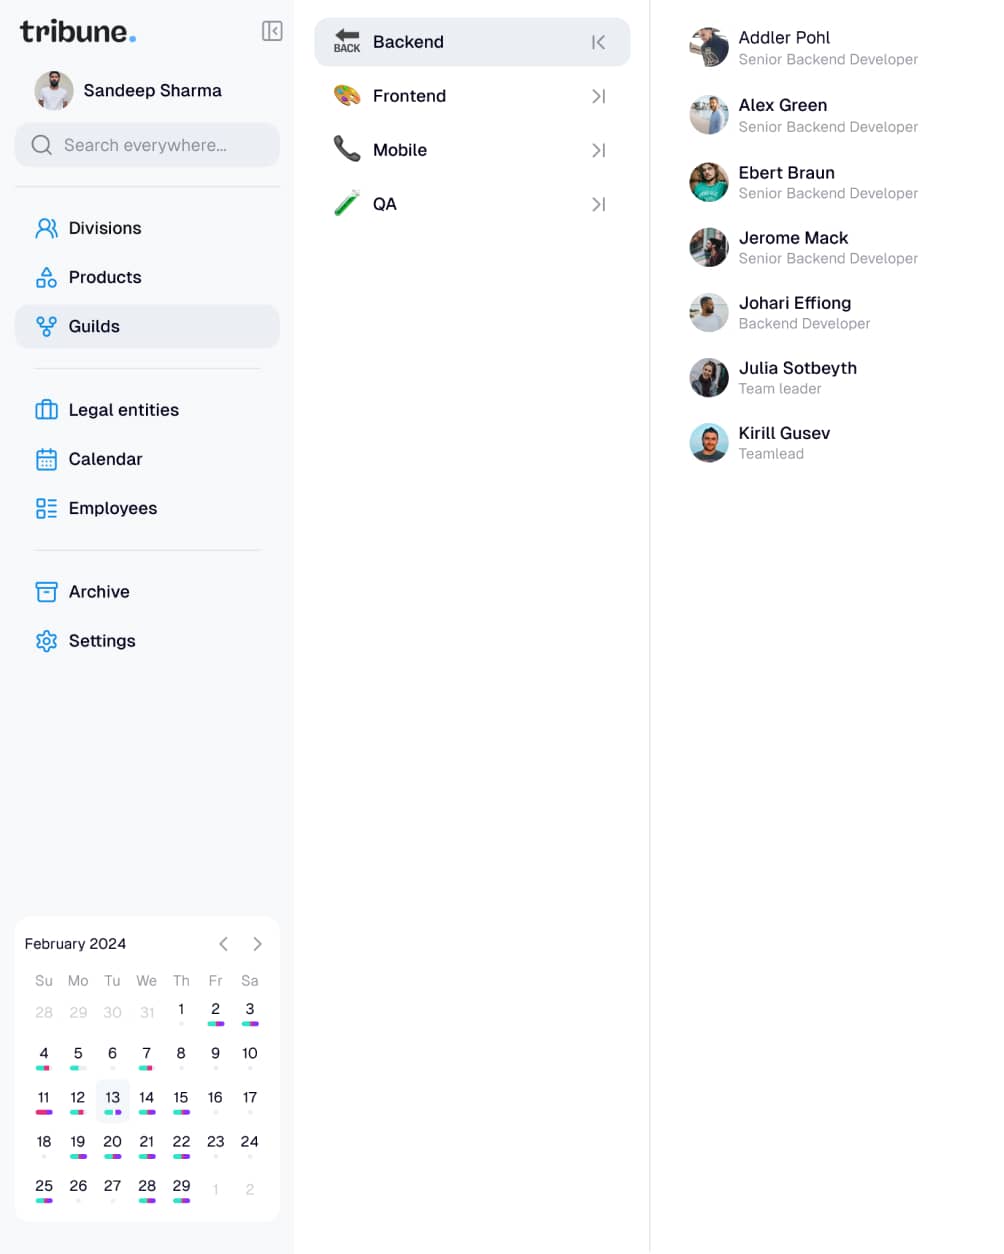 tribune.
Sandeep Sharma
Search everywhere...
Divisions
Products
Guilds
Legal entities
Calendar
Employees
Archive
Settings
February 2024
Su Mo Tu We Th Fr Sa
28 29 30 31 1 2 3
4 5 6 7 8 9 10
11 12 13 14 15 16 17
18 19 20 21 22 23 24
25 26 27 28 29 1 2
BACK
Backend
Frontend
Mobile
QA
Addler Pohl
Senior Backend Developer
Alex Green
Senior Backend Developer
Ebert Braun
Senior Backend Developer
Jerome Mack
Senior Backend Developer
Johari Effiong
Backend Developer
Julia Sotbeyth
Team leader
Kirill Gusev
Teamlead